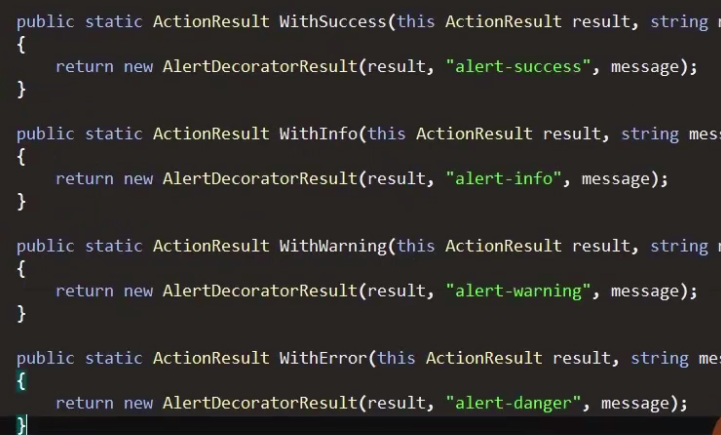 public static ActionResult WithSuccess(this ActionResult result, string
{
return new AlertDecoratorResult(result, "alert-success", message);
}
public static ActionResult WithInfo(this ActionResult result, string mes
{
return new AlertDecoratorResult(result, "alert-info", message);
}
public static ActionResult WithWarning(this ActionResult result, string
{
return new AlertDecoratorResult(result, "alert-warning", message);
}
public static ActionResult WithError(this ActionResult result, string me
{
return new AlertDecoratorResult(result, "alert-danger", message);
}